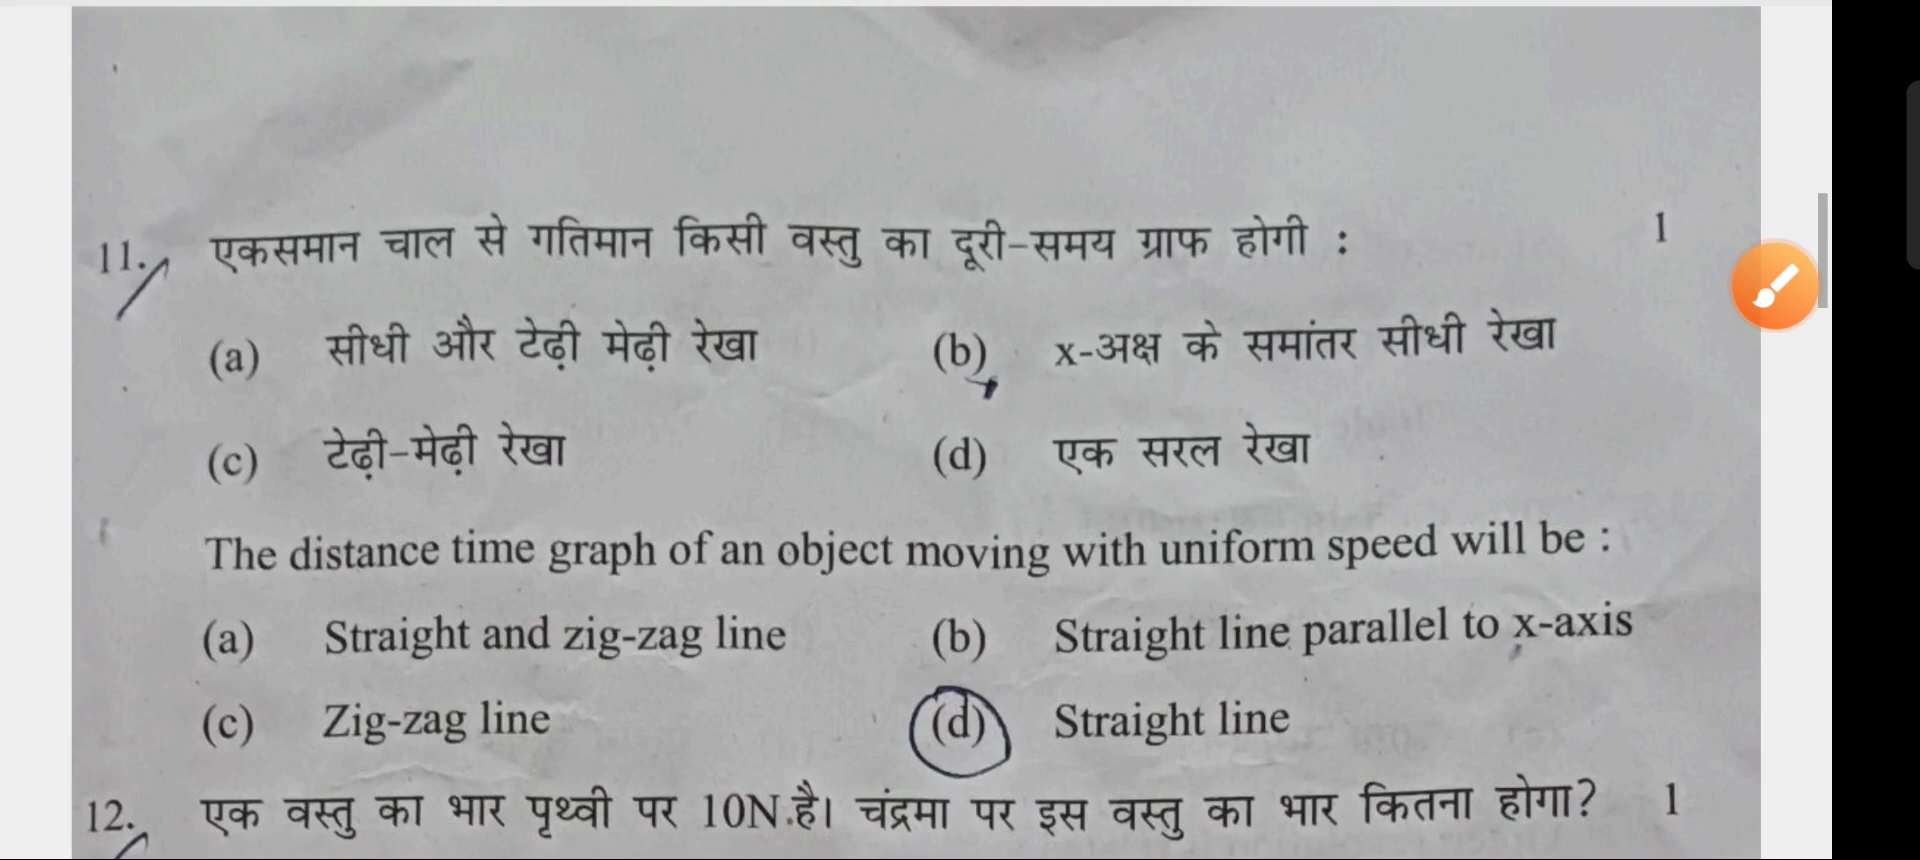 11. एकसमान चाल से गतिमान किसी वस्तु का दूरी-समय ग्राफ होगी : 1
(a) सीधी और टेढ़ी मेढ़ी रेखा (b) x-अक्ष के समांतर सीधी रेखा
(c) टेढ़ी-मेढ़ी रेखा (d) एक सरल रेखा
The distance time graph of an object moving with uniform speed will be :
(a) Straight and zig-zag line (b) Straight line parallel to x-axis
(c) Zig-zag line (d) Straight line
12. एक वस्तु का भार पृथ्वी पर 10N है। चंद्रमा पर इस वस्तु का भार कितना होगा? 1